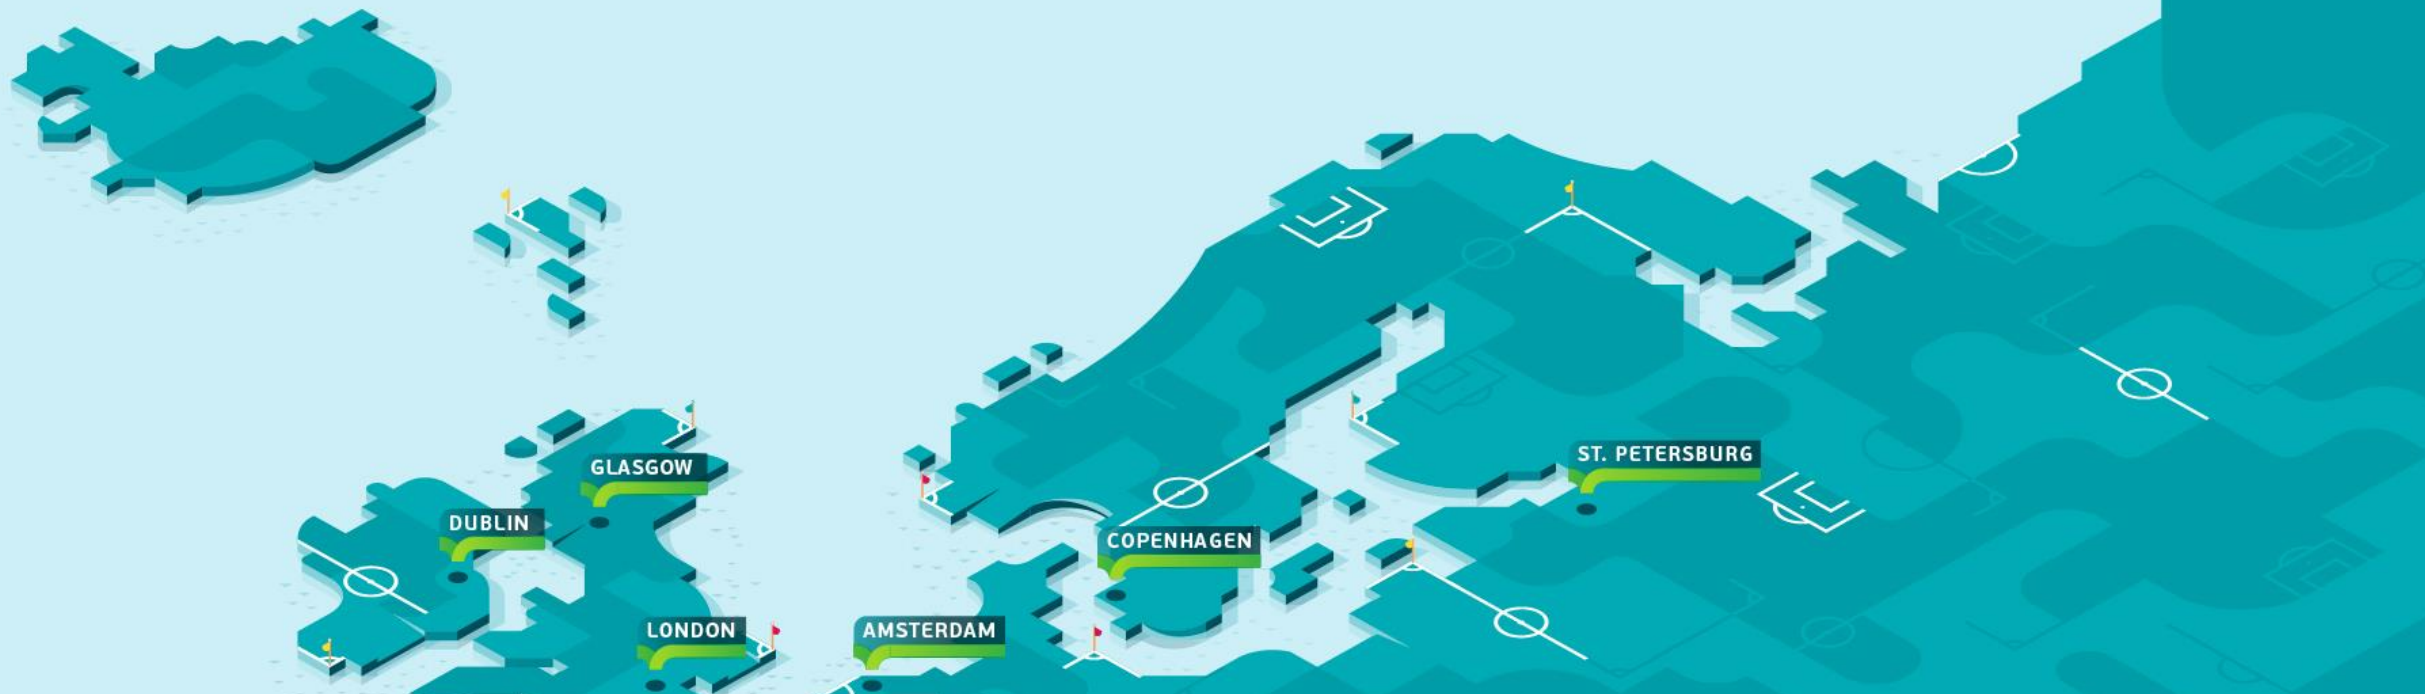 ST. PETERSBURG
GLASGOW
DUBLIN
COPENHAGEN
LONDON
AMSTERDAM